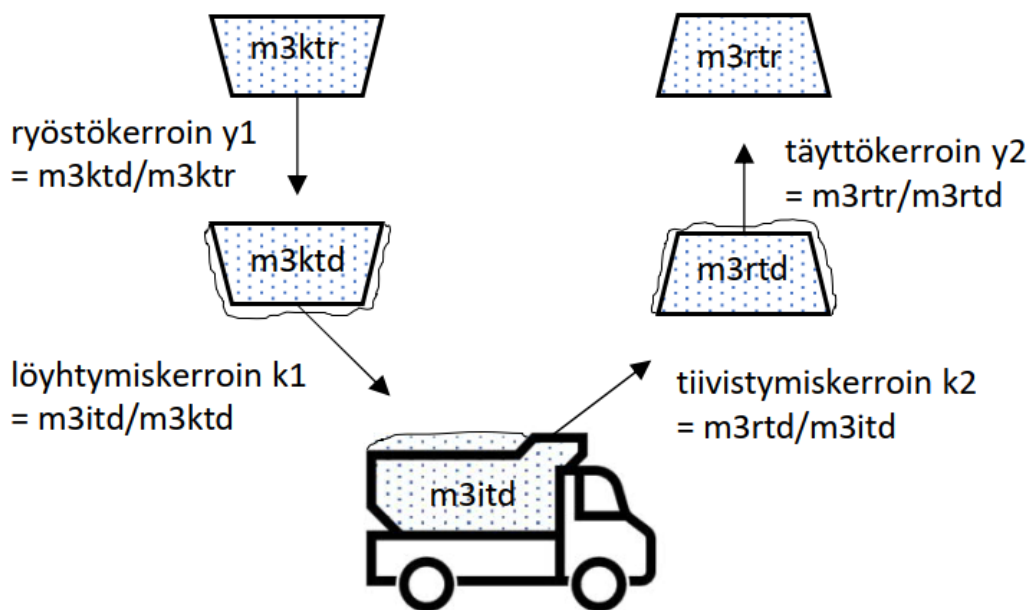 m3ktr
m3rtr
ryöstökerroin y1
= m3ktd/m3ktr
täyttökerroin y2
= m3rtr/m3rtd
m3ktd
m3rtd
löyhtymiskerroin k1
= m3itd/m3ktd
tiivistymiskerroin k2
= m3rtd/m3itd
m3itd